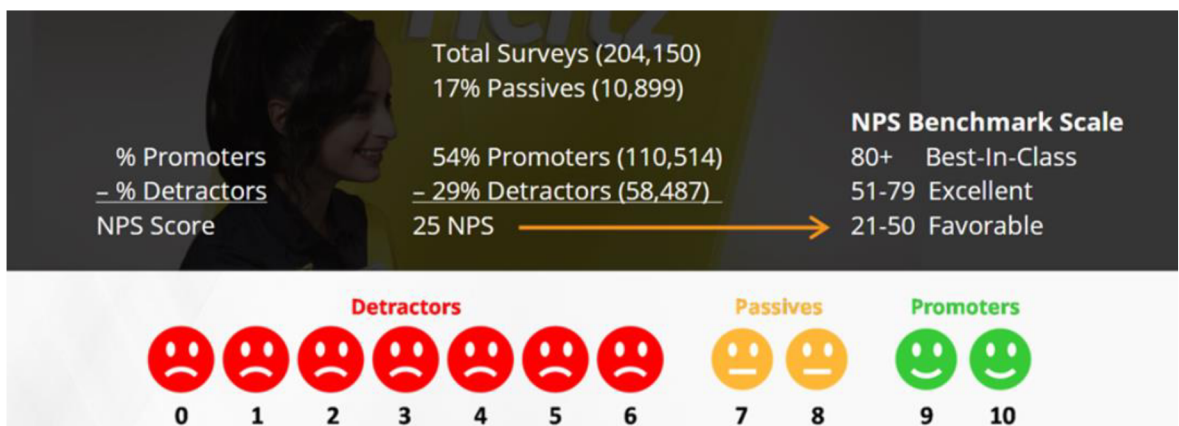 Hertz
Total Surveys (204,150)
17% Passives (10,899)
% Promoters
– % Detractors
NPS Score
54% Promoters (110,514)
– 29% Detractors (58,487)
25 NPS
NPS Benchmark Scale
80+ Best-In-Class
51-79 Excellent
21-50 Favorable
Detractors
Passives
Promoters
0 1 2 3 4 5 6 7 8 9 10